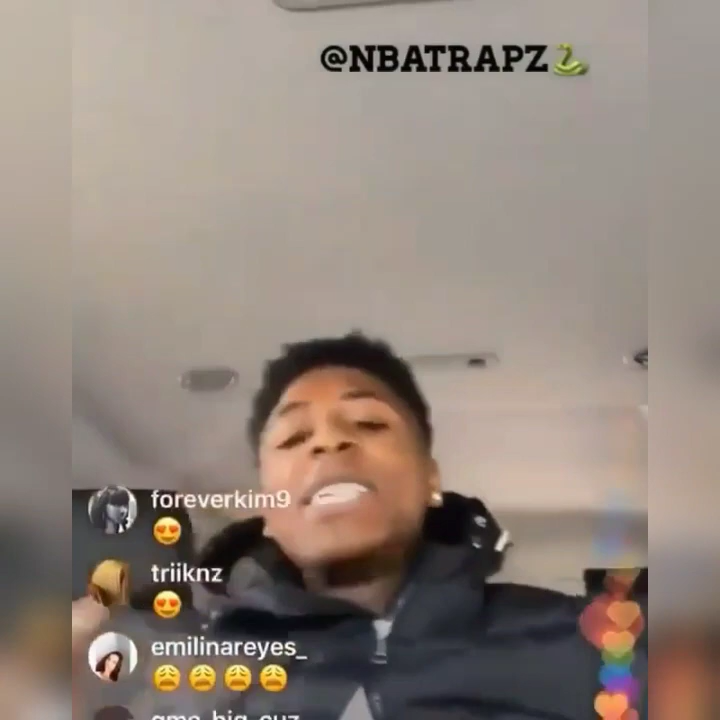 @NBATRAPZ🐍
foreverkim9
😍
triiknz
😍
emilinareyes_
😩😩😩😩